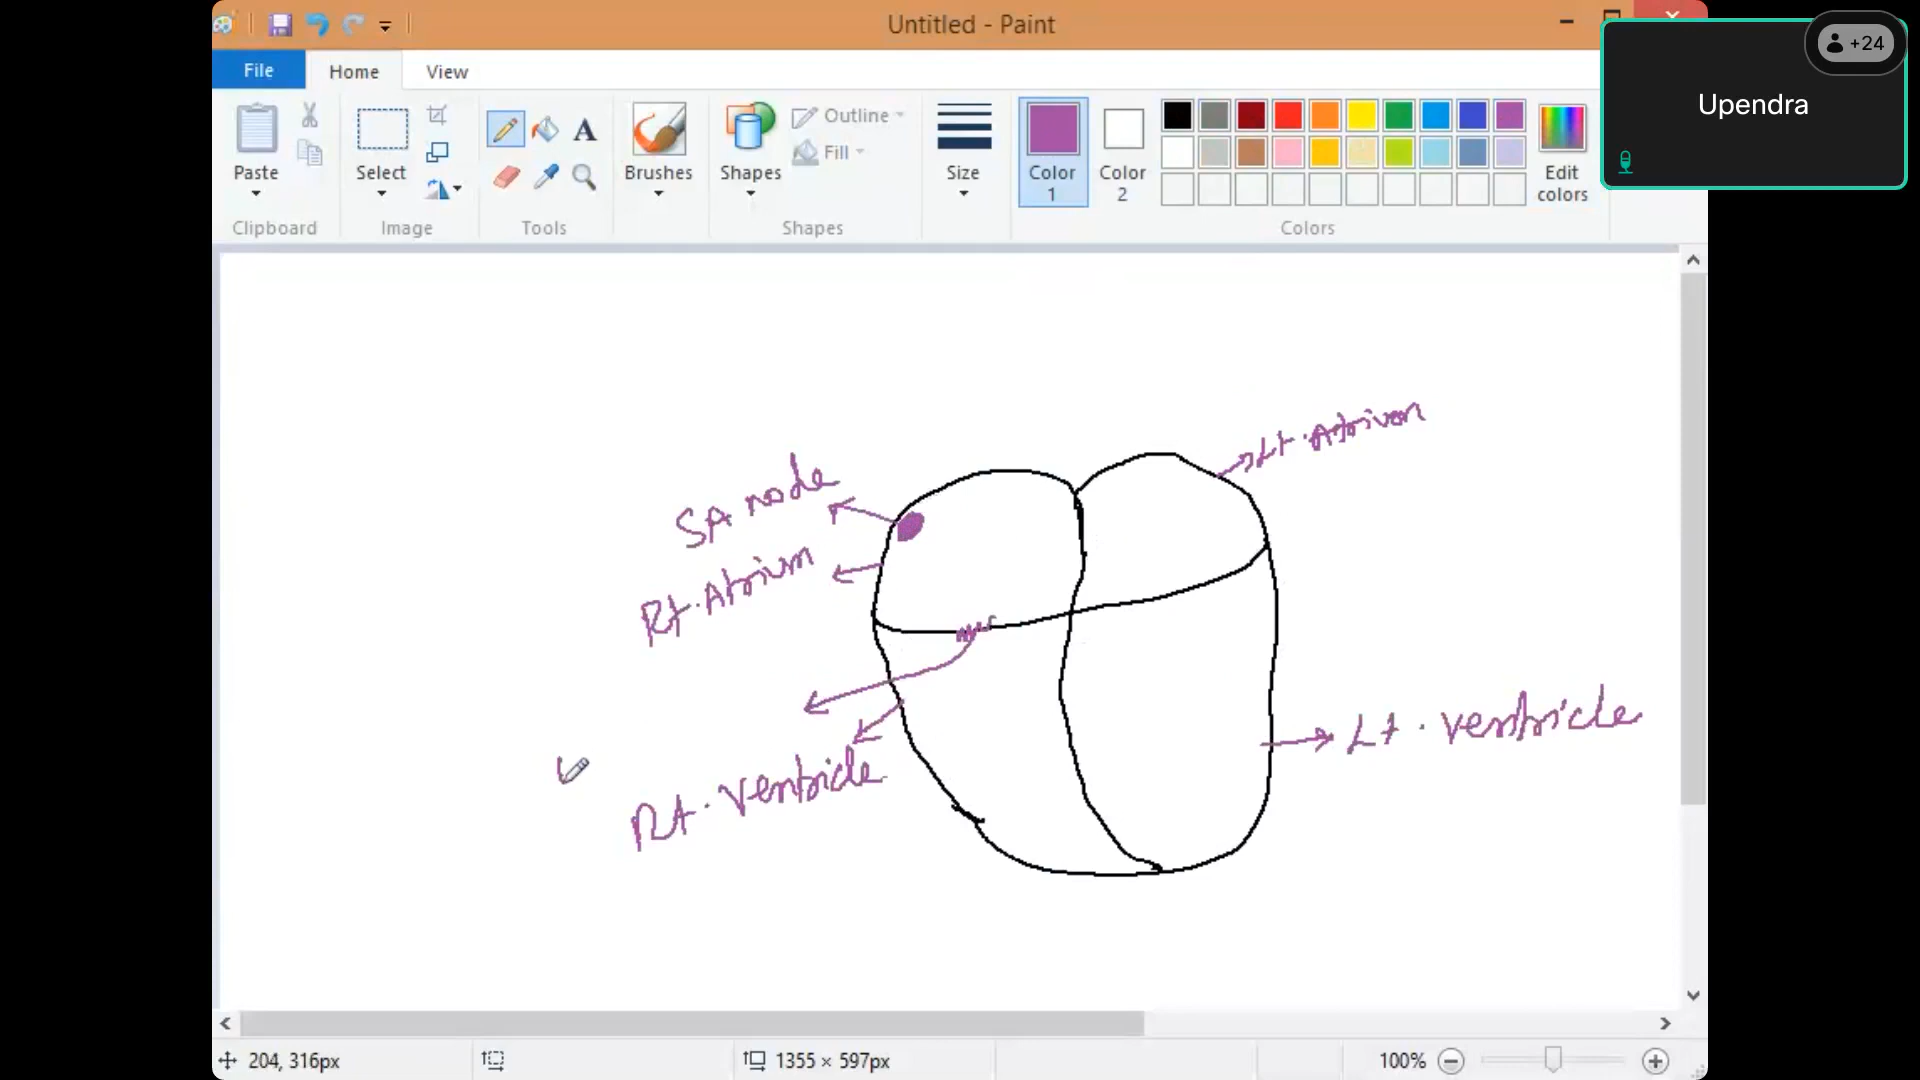 Untitled - Paint
+24
Upendra
File
Home
View
Paste
Select
Brushes
Shapes
Outline
Fill
Size
Color 1
Color 2
Edit colors
Clipboard
Image
Tools
Shapes
Colors
Lt. Atrium
SA node
Rt. Atrium
Lt. ventricle
Rt. ventricle
204, 316px
1355 × 597px
100%